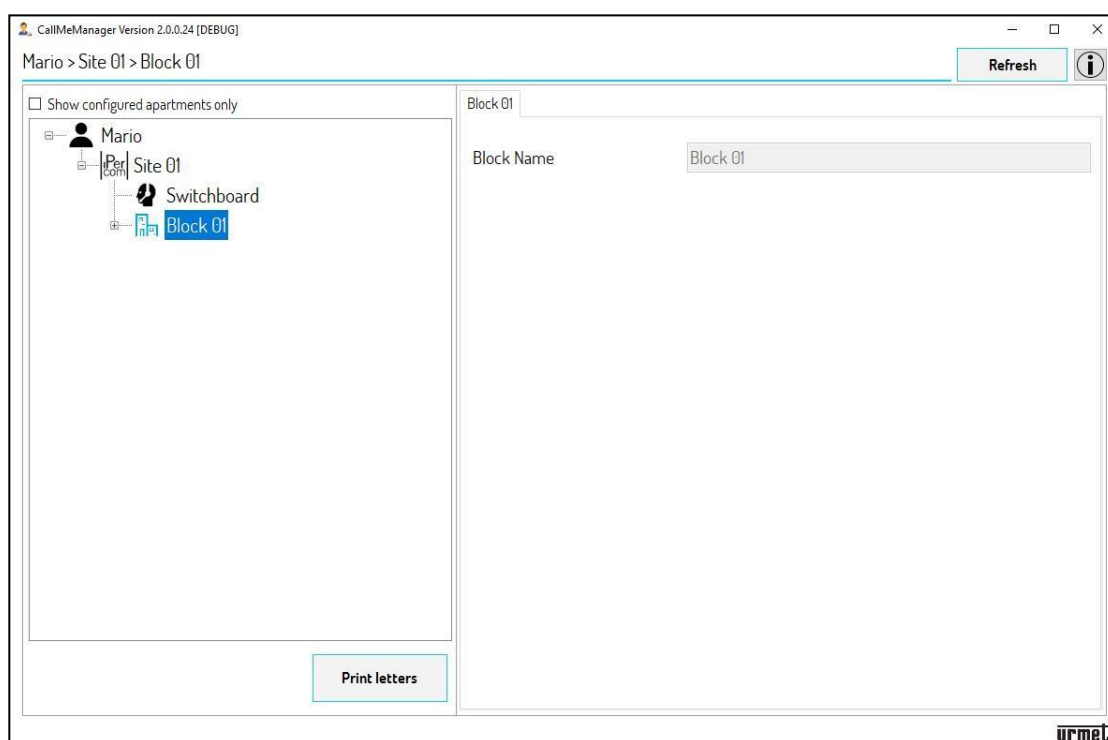 CallMeManager Version 2.0.0.24 [DEBUG]
Mario > Site 01 > Block 01
Refresh
Show configured apartments only
Mario
iPercom Site 01
Switchboard
Block 01
Print letters
Block 01
Block Name Block 01
urmet